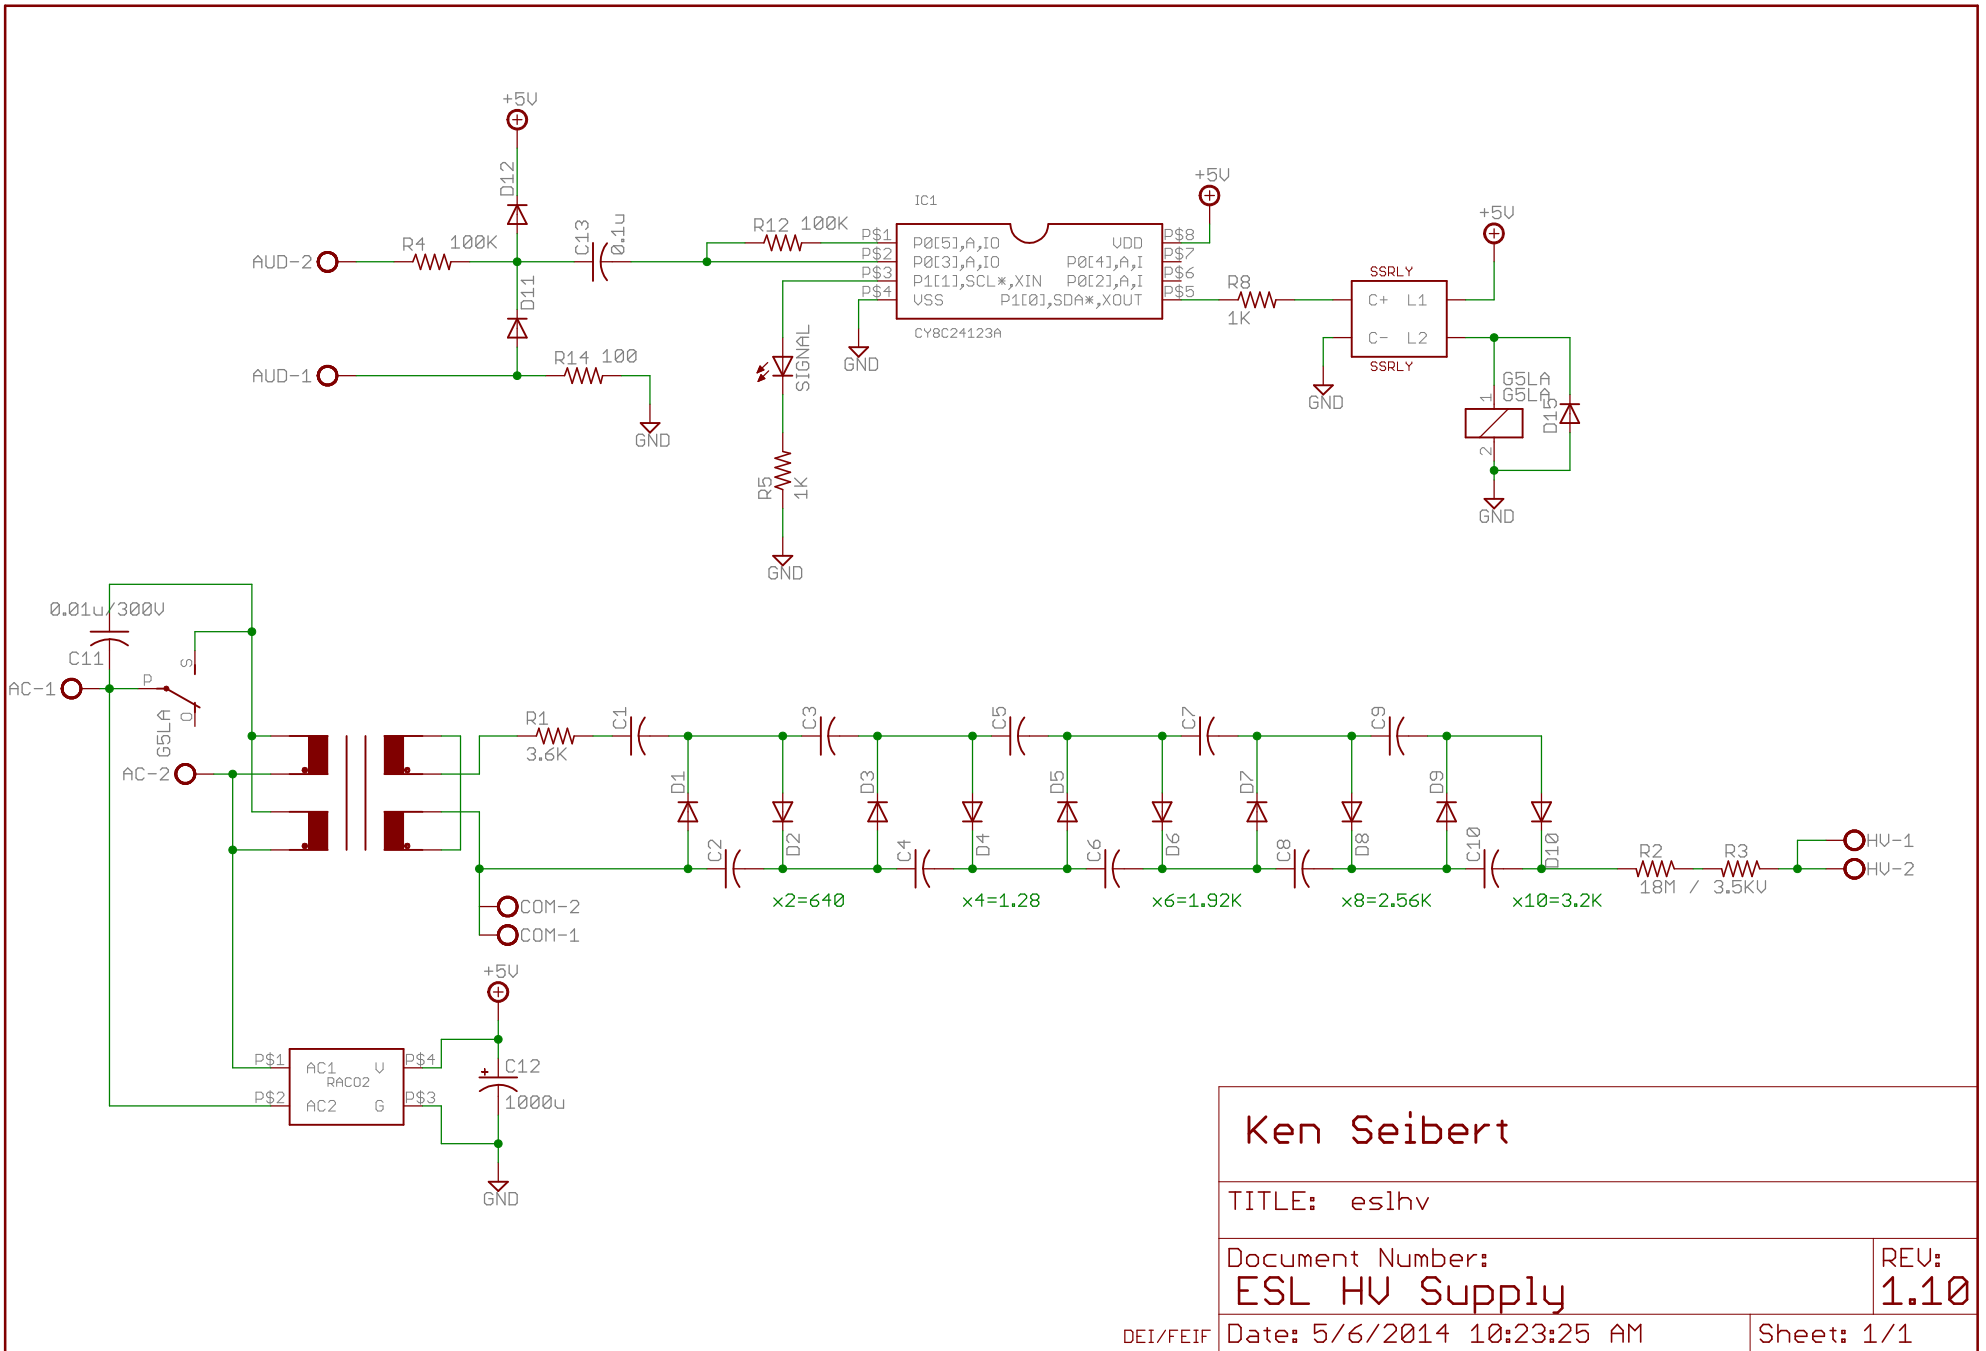 +5V
D12
AUD-2
R4
100K
C13
0.1u
D11
AUD-1
R14 100
GND
R12 100K
IC1
P$1
P$2
P$3
P$4
P0[5],A,IO
P0[3],A,IO
P1[1],SCL*,XIN
VSS
VDD
P0[4],A,I
P0[2],A,I
P1[0],SDA*,XOUT
P$8
P$7
P$6
P$5
CY8C24123A
+5V
GND
SIGNAL
R5
1K
GND
R8
1K
SSRLY
C+ L1
C- L2
SSRLY
GND
+5V
G5LA
G5LA
1
2
D15
GND
0.01u/300V
C11
AC-1
P
S
O
G5LA
AC-2
R1
3.6K
C1
C3
C5
C7
C9
D1
D2
D3
D4
D5
D6
D7
D8
D9
D10
C2
C4
C6
C8
C10
x2=640
x4=1.28
x6=1.92K
x8=2.56K
x10=3.2K
R2
R3
18M / 3.5KV
HV-1
HV-2
COM-2
COM-1
+5V
P$1
P$2
AC1 V
RAC02
AC2 G
P$4
P$3
C12
+
1000u
GND
Ken Seibert
TITLE: eslhv
Document Number:
ESL HV Supply
REV:
1.10
DEI/FEIF
Date: 5/6/2014 10:23:25 AM
Sheet: 1/1